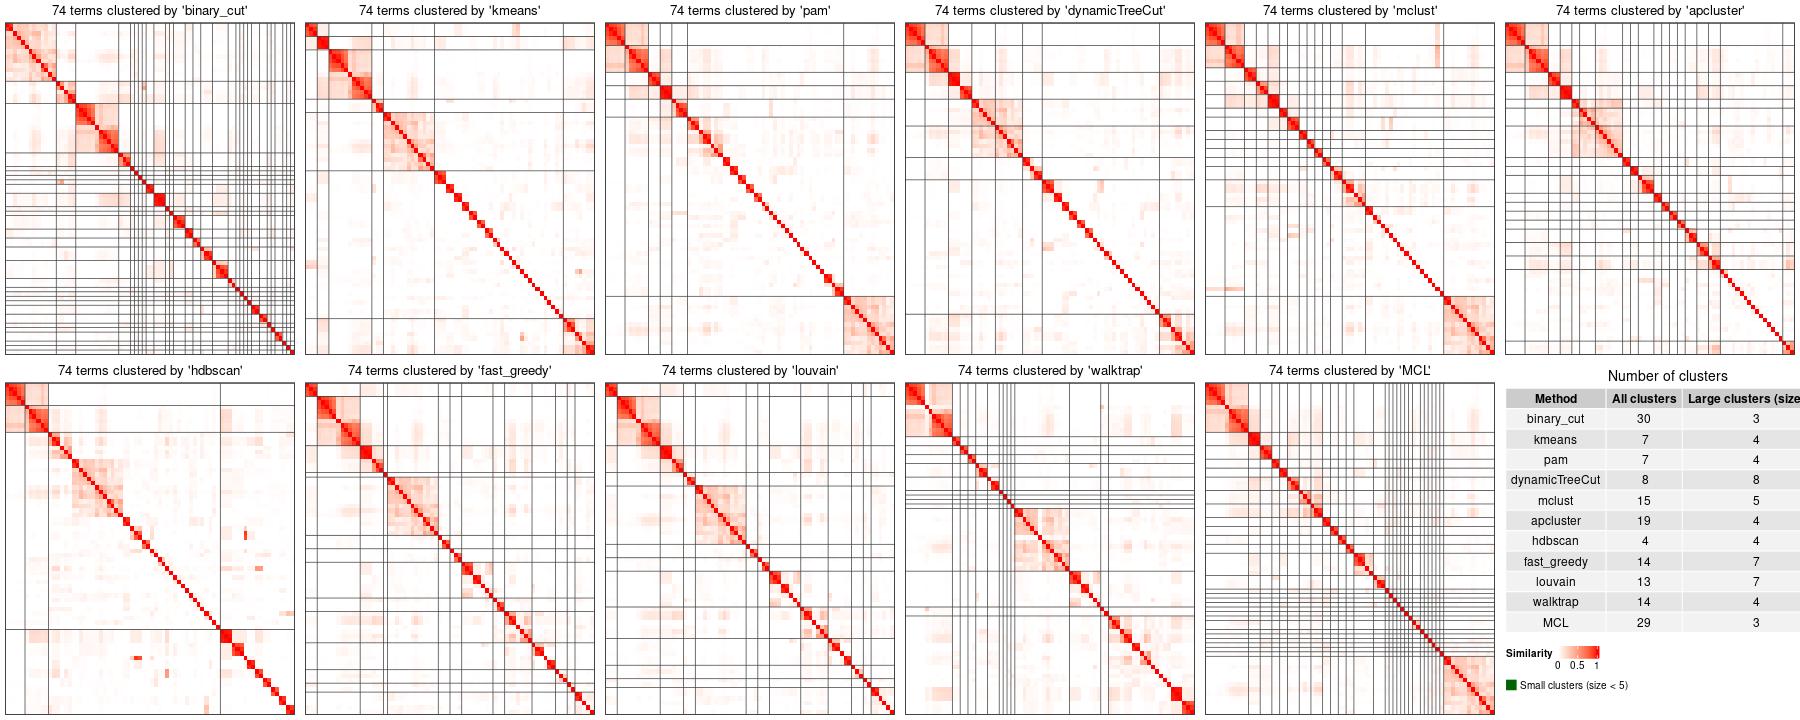 74 terms clustered by 'binary_cut'
74 terms clustered by 'kmeans'
74 terms clustered by 'pam'
74 terms clustered by 'dynamicTreeCut'
74 terms clustered by 'mclust'
74 terms clustered by 'apcluster'
74 terms clustered by 'hdbscan'
74 terms clustered by 'fast_greedy'
74 terms clustered by 'louvain'
74 terms clustered by 'walktrap'
74 terms clustered by 'MCL'
Number of clusters
Method All clusters Large clusters (size
binary_cut 30 3
kmeans 7 4
pam 7 4
dynamicTreeCut 8 8
mclust 15 5
apcluster 19 4
hdbscan 4 4
fast_greedy 14 7
louvain 13 7
walktrap 14 4
MCL 29 3
Similarity
0 0.5 1
Small clusters (size < 5)